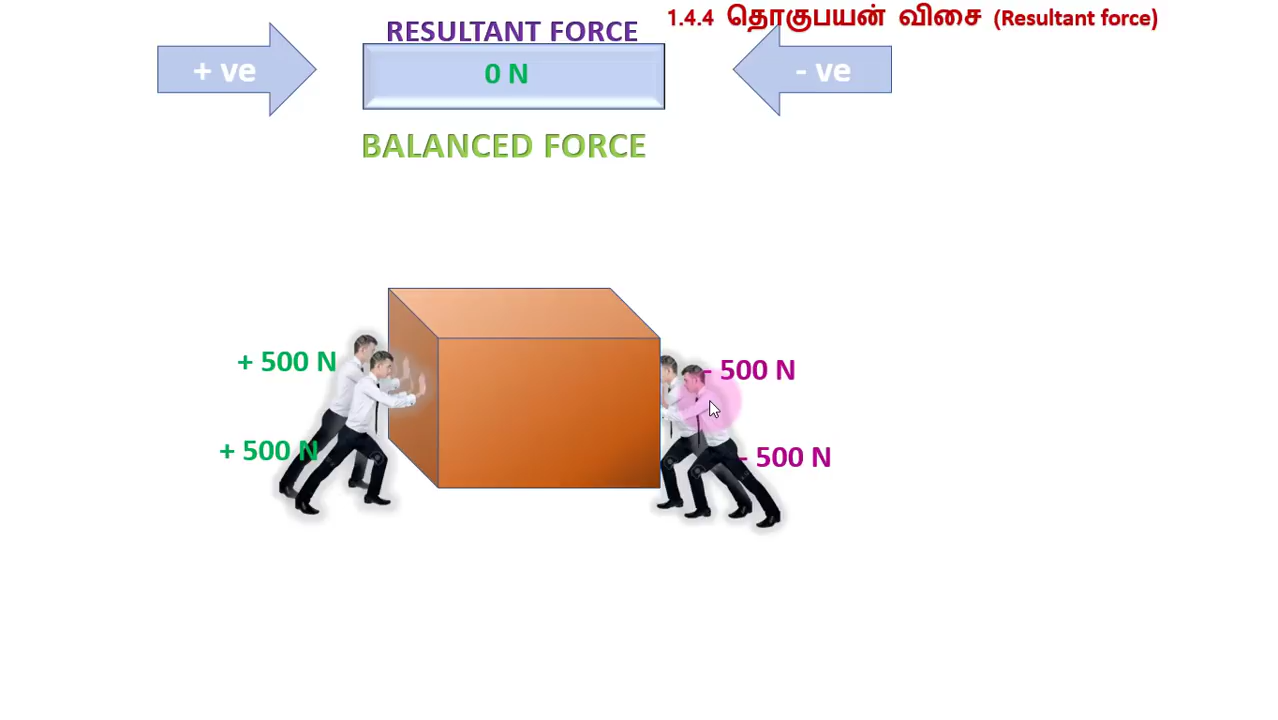 1.4.4 தொகுபயன் விசை (Resultant force)
RESULTANT FORCE
+ ve
0 N
- ve
BALANCED FORCE
+ 500 N
- 500 N
+ 500 N
- 500 N